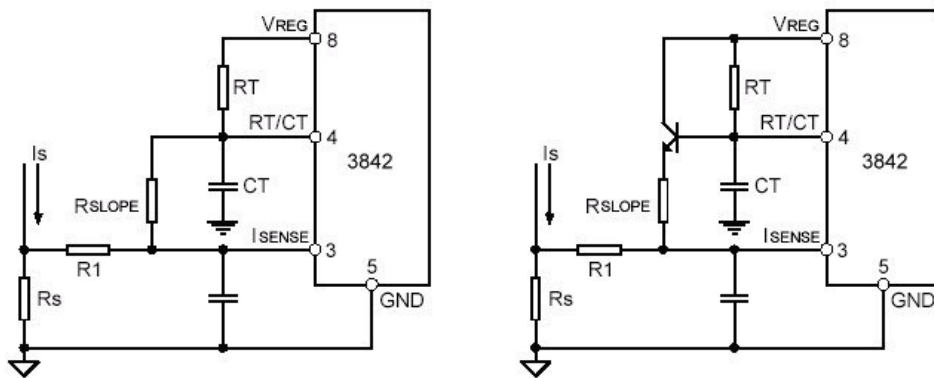 VREG
8
RT
RT/CT
4
3842
Is
CT
RSLOPE
ISENSE
3
R1
5
Rs
GND
VREG
8
RT
RT/CT
4
3842
Is
CT
RSLOPE
ISENSE
3
R1
5
Rs
GND